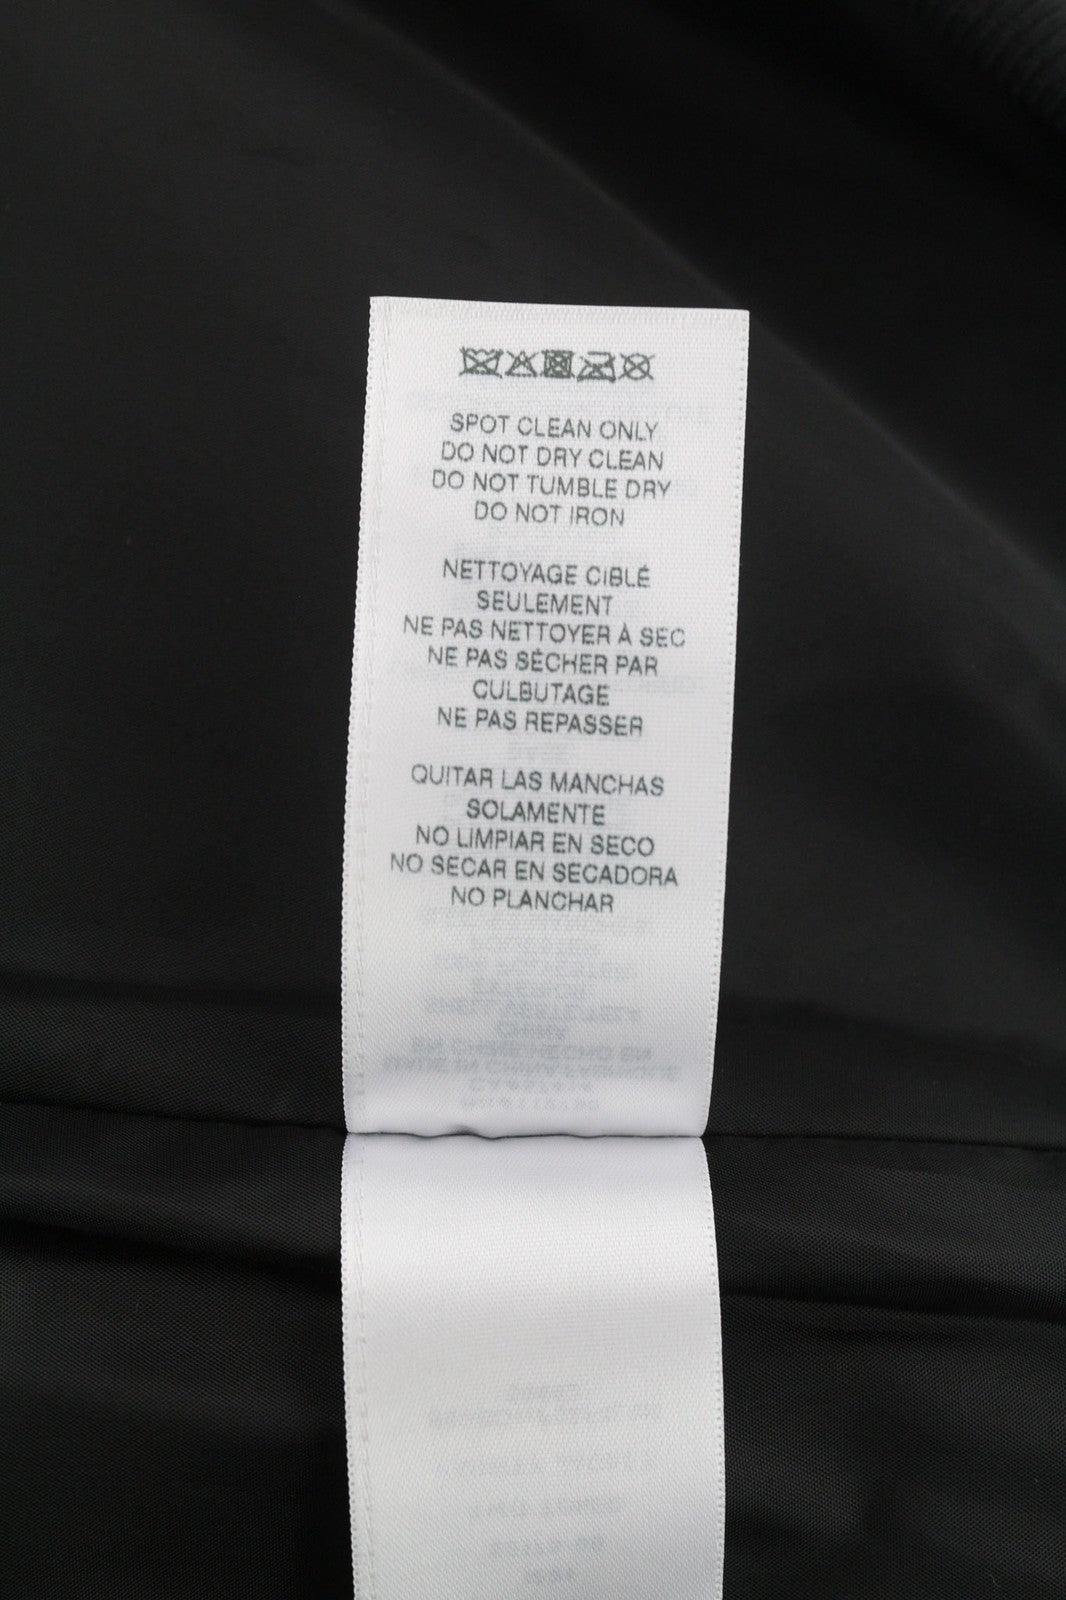 SPOT CLEAN ONLY
DO NOT DRY CLEAN
DO NOT TUMBLE DRY
DO NOT IRON
NETTOYAGE CIBLÉ
SEULEMENT
NE PAS NETTOYER À SEC
NE PAS SÉCHER PAR
CULBUTAGE
NE PAS REPASSER
QUITAR LAS MANCHAS
SOLAMENTE
NO LIMPIAR EN SECO
NO SECAR EN SECADORA
NO PLANCHAR